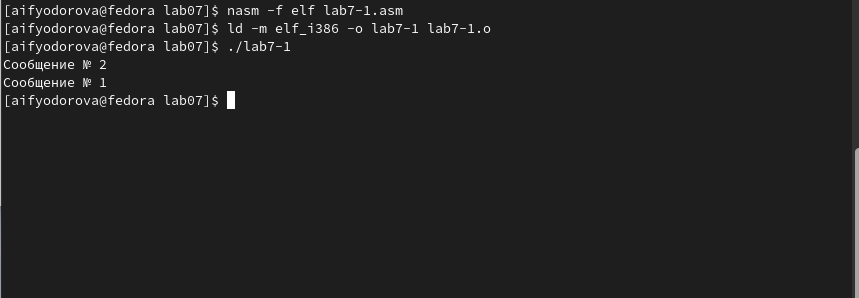 [aifyodorova@fedora lab07]$ nasm -f elf lab7-1.asm
[aifyodorova@fedora lab07]$ ld -m elf_i386 -o lab7-1 lab7-1.o
[aifyodorova@fedora lab07]$ ./lab7-1
Сообщение № 2
Сообщение № 1
[aifyodorova@fedora lab07]$